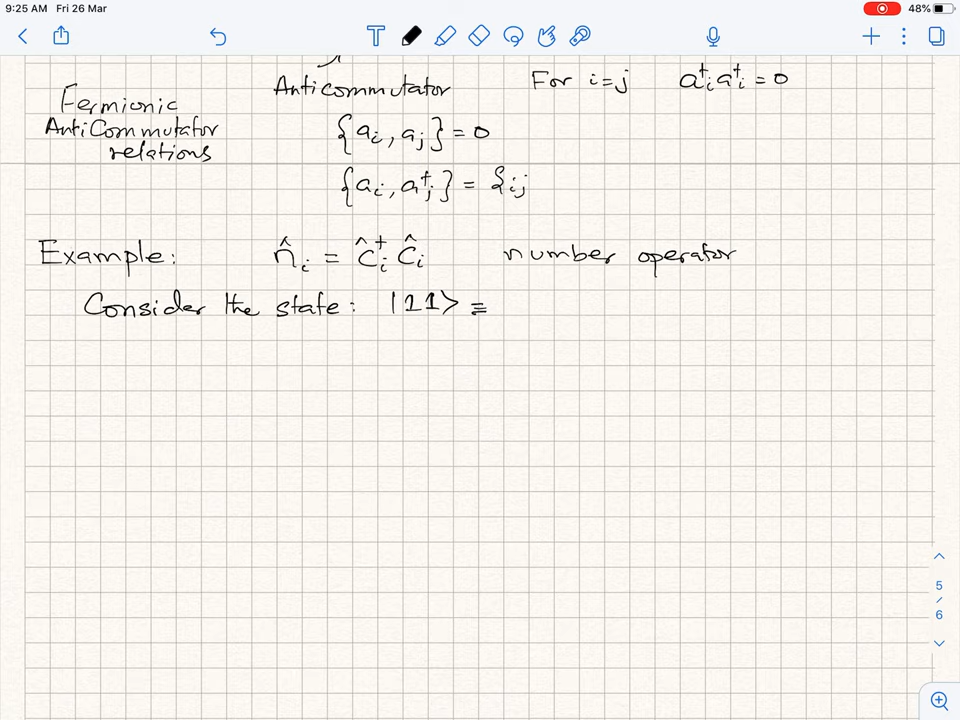 9:25 AM Fri 26 Mar 48%
T
Anticommutator For i=j a†i a†i = 0
Fermionic
AntiCommutator
relations
{ai, aj} = 0
{ai, a†j} = δij
Example: n̂i = ĉ†i ĉi number operator
Consider the state: |11⟩ ≡
5
/
6